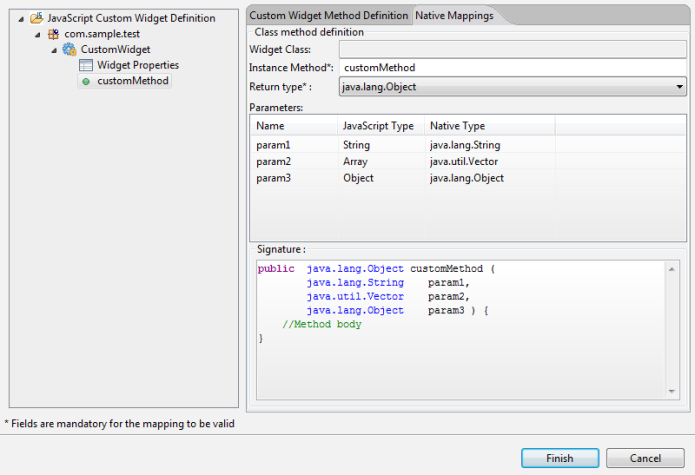 JavaScript Custom Widget Definition
com.sample.test
CustomWidget
Widget Properties
customMethod
Custom Widget Method Definition Native Mappings
Class method definition
Widget Class:
Instance Method*: customMethod
Return type* : java.lang.Object
Parameters:
Name JavaScript Type Native Type
param1 String java.lang.String
param2 Array java.util.Vector
param3 Object java.lang.Object
Signature :
public java.lang.Object customMethod (
java.lang.String param1,
java.util.Vector param2,
java.lang.Object param3 ) {
//Method body
}
* Fields are mandatory for the mapping to be valid
Finish Cancel